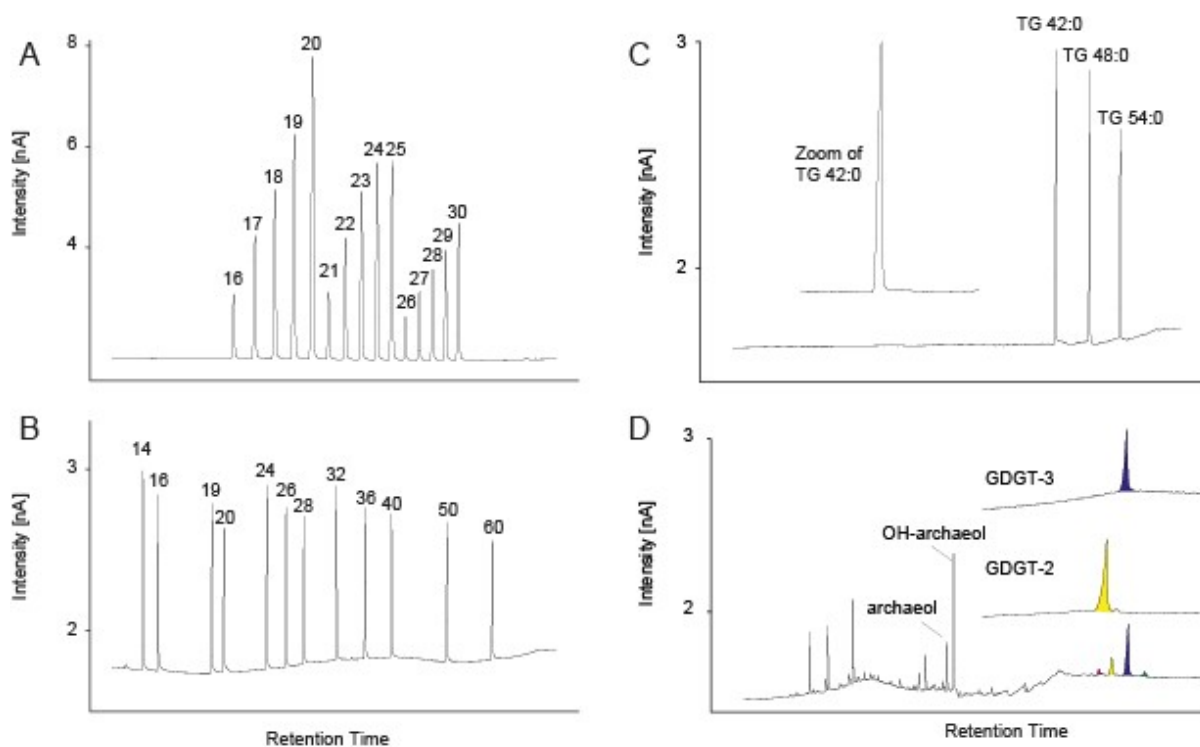 A
Intensity [nA]
8
6
4
16
17
18
19
20
21
22
23
24
25
26
27
28
29
30
B
Intensity [nA]
3
2
14
16
19
20
24
26
28
32
36
40
50
60
Retention Time
C
Intensity [nA]
3
2
Zoom of
TG 42:0
TG 42:0
TG 48:0
TG 54:0
D
Intensity [nA]
3
2
GDGT-3
OH-archaeol
GDGT-2
archaeol
Retention Time